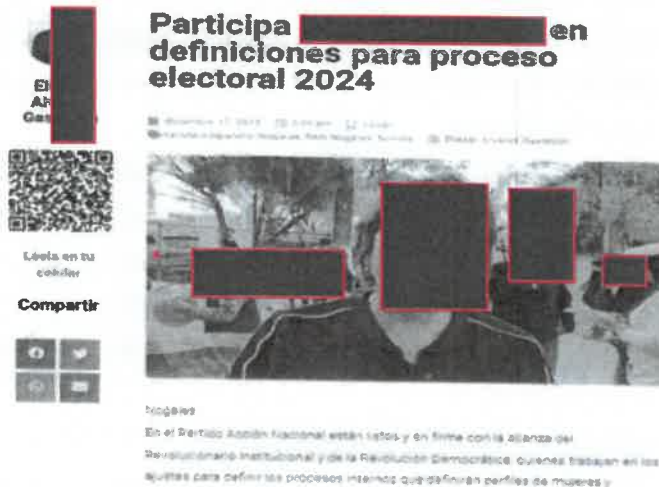 Participa en
definiciones para proceso
electoral 2024
Léela en tu
celular
Compartir
Nogales
En el Partido Acción Nacional están listos y en firme con la alianza del
Revolucionario Institucional y de la Revolución Democrática, quienes trabajan en los
ajustes para definir los procesos internos que definirán perfiles de mujeres y